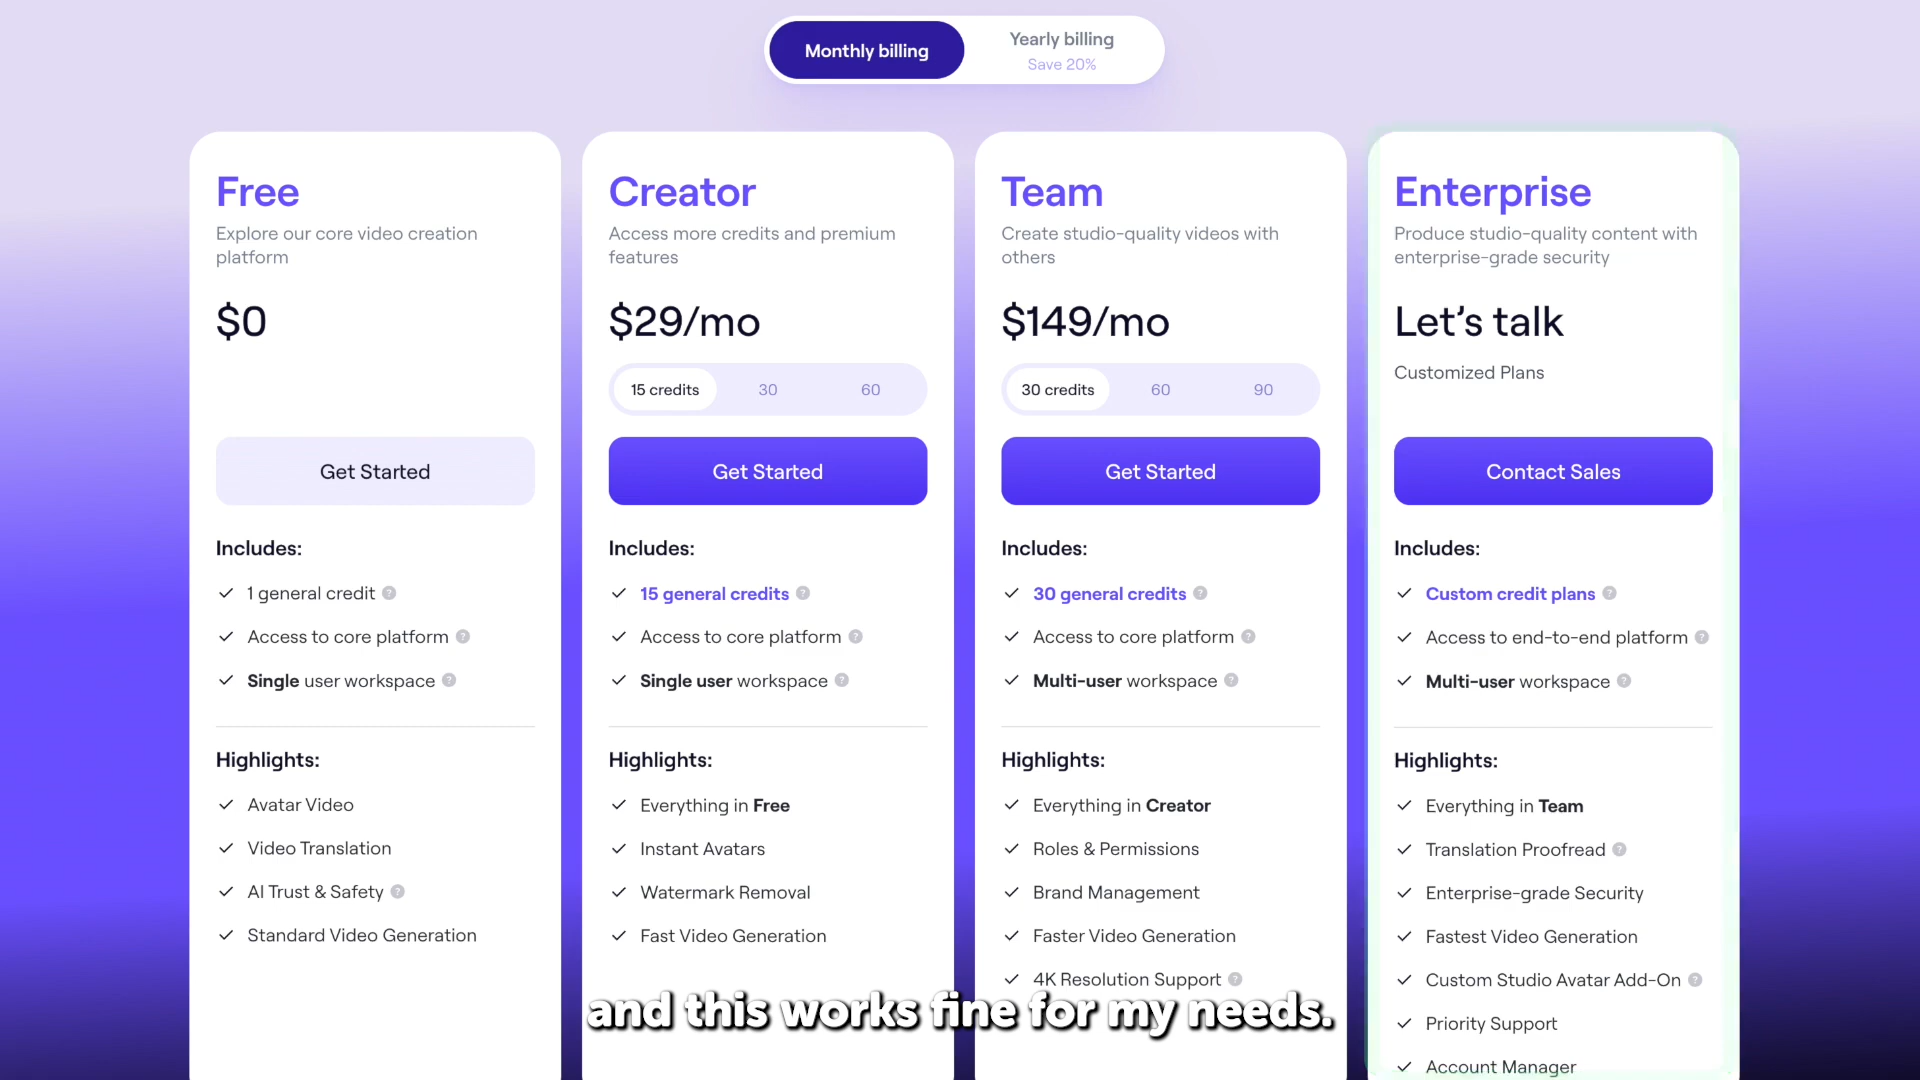 Monthly billing
Yearly billing
Save 20%
Free
Explore our core video creation
platform
$0
Get Started
Includes:
1 general credit
Access to core platform
Single user workspace
Highlights:
Avatar Video
Video Translation
AI Trust & Safety
Standard Video Generation
Creator
Access more credits and premium
features
$29/mo
15 credits 30 60
Get Started
Includes:
15 general credits
Access to core platform
Single user workspace
Highlights:
Everything in Free
Instant Avatars
Watermark Removal
Fast Video Generation
Team
Create studio-quality videos with
others
$149/mo
30 credits 60 90
Get Started
Includes:
30 general credits
Access to core platform
Multi-user workspace
Highlights:
Everything in Creator
Roles & Permissions
Brand Management
Faster Video Generation
4K Resolution Support
Enterprise
Produce studio-quality content with
enterprise-grade security
Let's talk
Customized Plans
Contact Sales
Includes:
Custom credit plans
Access to end-to-end platform
Multi-user workspace
Highlights:
Everything in Team
Translation Proofread
Enterprise-grade Security
Fastest Video Generation
Custom Studio Avatar Add-On
Priority Support
Account Manager
and this works fine for my needs.